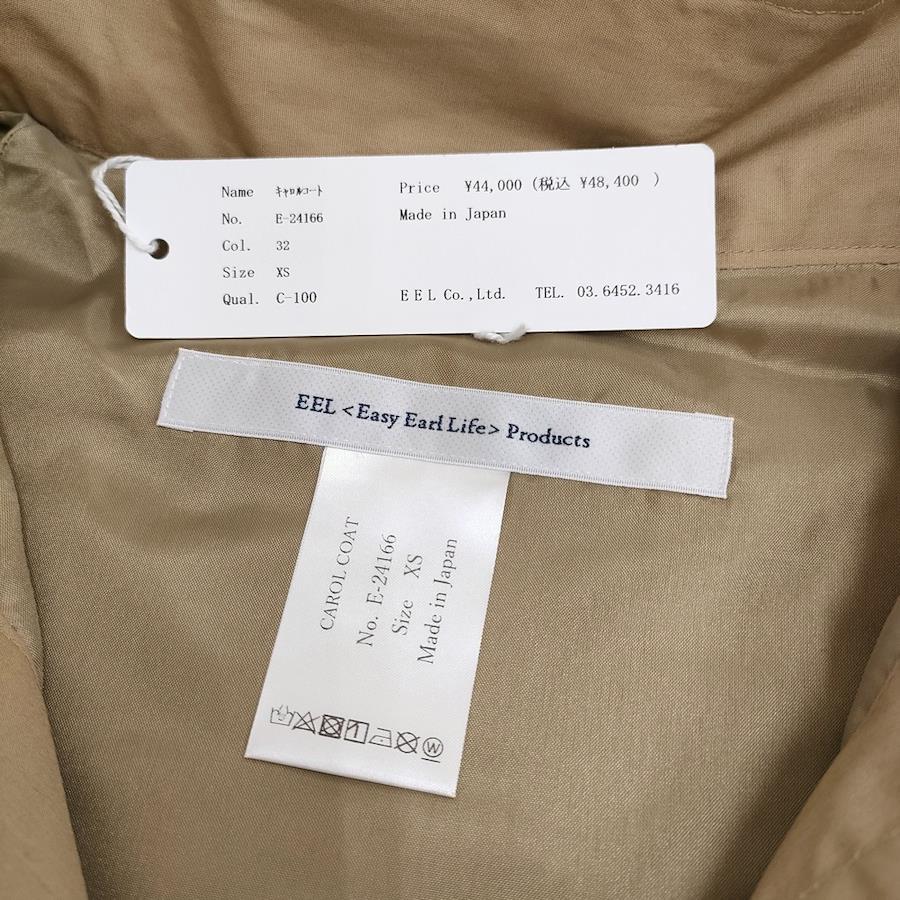 Name ｷｬﾛﾙｺｰﾄ
No. E-24166
Col. 32
Size XS
Qual. C-100
Price ¥44,000 (税込 ¥48,400 )
Made in Japan
E E L Co.,Ltd. TEL. 03.6452.3416
EEL <Easy Earl Life> Products
CAROL COAT
No. E-24166
Size XS
Made in Japan
W